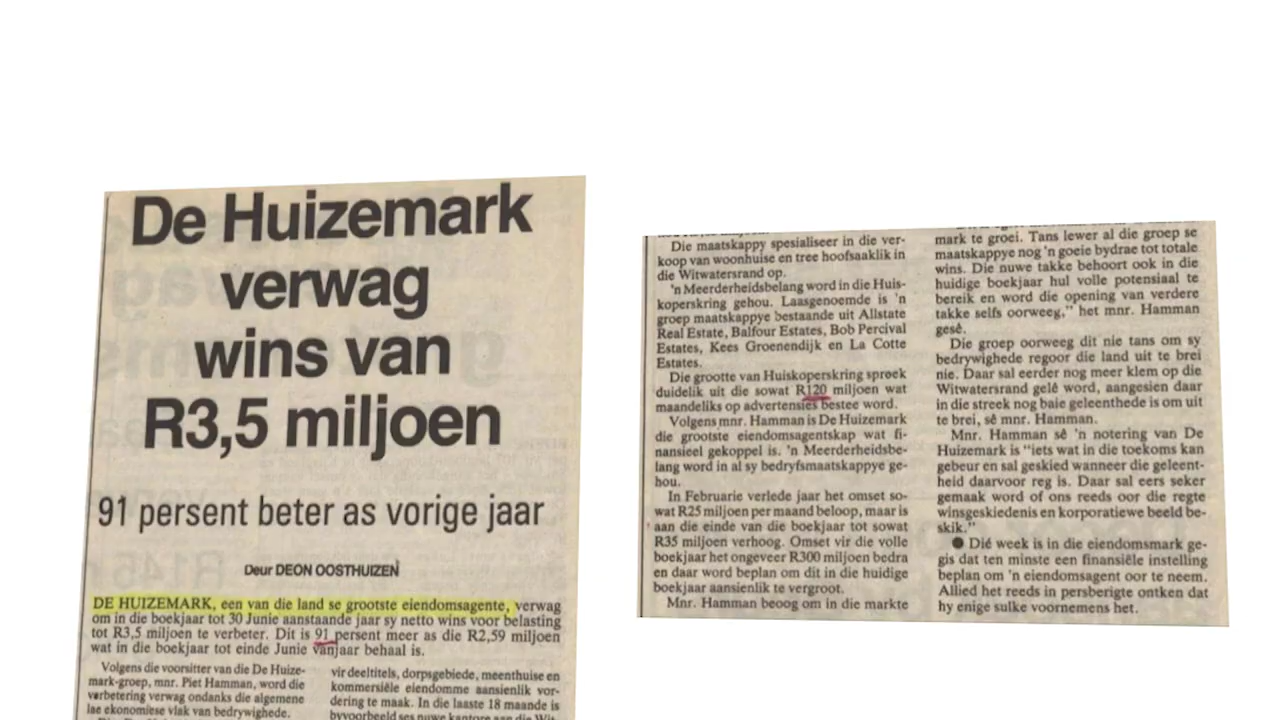 De Huizemark
verwag
wins van
R3,5 miljoen
91 persent beter as vorige jaar
Deur DEON OOSTHUIZEN
DE HUIZEMARK, een van die land se grootste eiendomsagente, verwag
om in die boekjaar tot 30 Junie aanstaande jaar sy netto wins voor belasting
tot R3,5 miljoen te verbeter. Dit is 91 persent meer as die R2,59 miljoen
wat in die boekjaar tot einde Junie vanjaar behaal is.
Volgens die voorsitter van die De Huize-
mark-groep, mnr. Piet Hamman, word die
verbetering verwag ondanks die algemene
lae ekonomiese vlak van bedrywighede.
vir deeltitels, dorpsgebiede, meenthuise en
kommersiële eiendomme aansienlik vor-
dering te maak. In die laaste 18 maande is
byvoorbeeld ses nuwe kantore aan die Wit-
Die maatskappy spesialiseer in die ver-
koop van woonhuise en tree hoofsaaklik in
die Witwatersrand op.
'n Meerderheidsbelang word in die Huis-
koperskring gehou. Laasgenoemde is 'n
groep maatskappye bestaande uit Allstate
Real Estate, Balfour Estates, Bob Percival
Estates, Kees Groenendijk en La Cotte
Estates.
Die grootte van Huiskoperskring spreek
duidelik uit die sowat R120 miljoen wat
maandeliks op advertensies bestee word.
Volgens mnr. Hamman is De Huizemark
die grootste eiendomsagentskap wat fi-
nansieel gekoppel is. 'n Meerderheidsbe-
lang word in al sy bedryfsmaatskappye ge-
hou.
In Februarie verlede jaar het omset so-
wat R25 miljoen per maand beloop, maar is
aan die einde van die boekjaar tot sowat
R35 miljoen verhoog. Omset vir die volle
boekjaar het ongeveer R300 miljoen bedra
en daar word beplan om dit in die huidige
boekjaar aansienlik te vergroot.
Mnr. Hamman beoog om in die markte
mark te groei. Tans lewer al die groep se
maatskappye nog 'n goeie bydrae tot totale
wins. Die nuwe takke behoort ook in die
huidige boekjaar hul volle potensiaal te
bereik en word die opening van verdere
takke selfs oorweeg," het mnr. Hamman
gesê.
Die groep oorweeg dit nie tans om sy
bedrywighede regoor die land uit te brei
nie. Daar sal eerder nog meer klem op die
Witwatersrand gelê word, aangesien daar
in die streek nog baie geleenthede is om uit
te brei, sê mnr. Hamman.
Mnr. Hamman sê 'n notering van De
Huizemark is "iets wat in die toekoms kan
gebeur en sal geskied wanneer die geleent-
heid daarvoor reg is. Daar sal eers seker
gemaak word of ons reeds oor die regte
winsgeskiedenis en korporatiewe beeld be-
skik."
● Dié week is in die eiendomsmark ge-
gis dat ten minste een finansiële instelling
beplan om 'n eiendomsagent oor te neem.
Allied het reeds in persberigte ontken dat
hy enige sulke voornemens het.